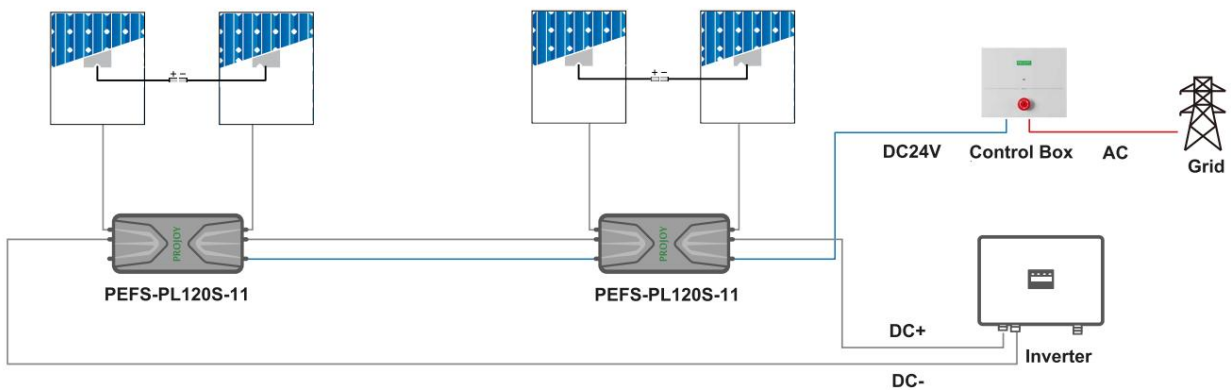 + -
+ -
DC24V
Control Box
AC
Grid
PROJOY
PROJOY
PEFS-PL120S-11
PEFS-PL120S-11
DC+
Inverter
DC-